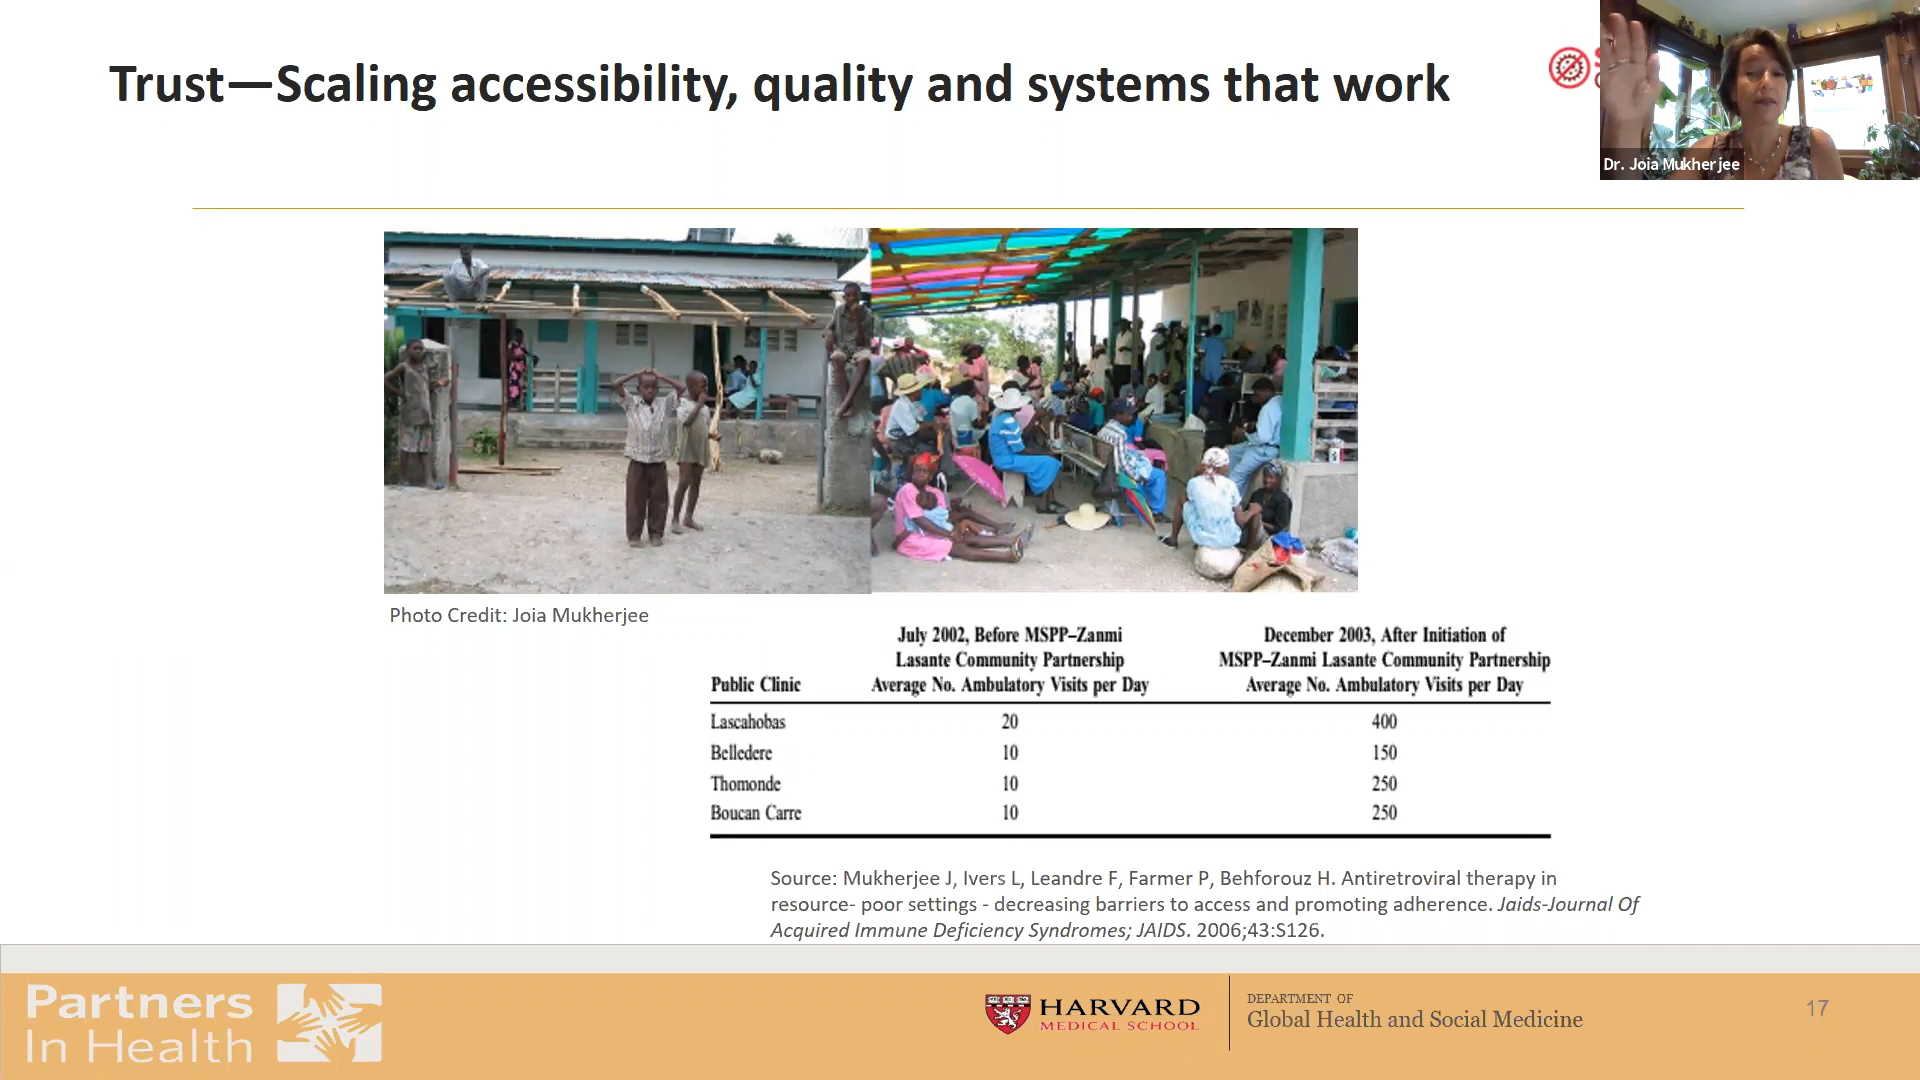 Trust—Scaling accessibility, quality and systems that work
Dr. Joia Mukherjee
Photo Credit: Joia Mukherjee
July 2002, Before MSPP–Zanmi Lasante Community Partnership Average No. Ambulatory Visits per Day
December 2003, After Initiation of MSPP–Zanmi Lasante Community Partnership Average No. Ambulatory Visits per Day
Public Clinic
Lascahobas 20 400
Belledere 10 150
Thomonde 10 250
Boucan Carre 10 250
Source: Mukherjee J, Ivers L, Leandre F, Farmer P, Behforouz H. Antiretroviral therapy in
resource- poor settings - decreasing barriers to access and promoting adherence. Jaids-Journal Of
Acquired Immune Deficiency Syndromes; JAIDS. 2006;43:S126.
Partners
In Health
HARVARD
MEDICAL SCHOOL
DEPARTMENT OF
Global Health and Social Medicine
17